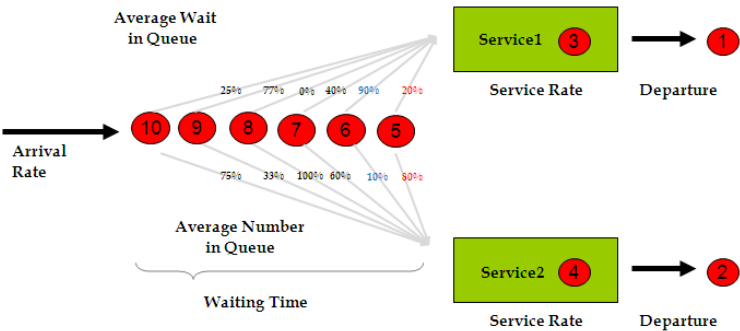 Average Wait
in Queue
Service1 3
1
Service Rate
Departure
25% 77% 0% 40% 90% 20%
10 9 8 7 6 5
Arrival
Rate
75% 33% 100% 60% 10% 80%
Average Number
in Queue
Waiting Time
Service2 4
2
Service Rate
Departure